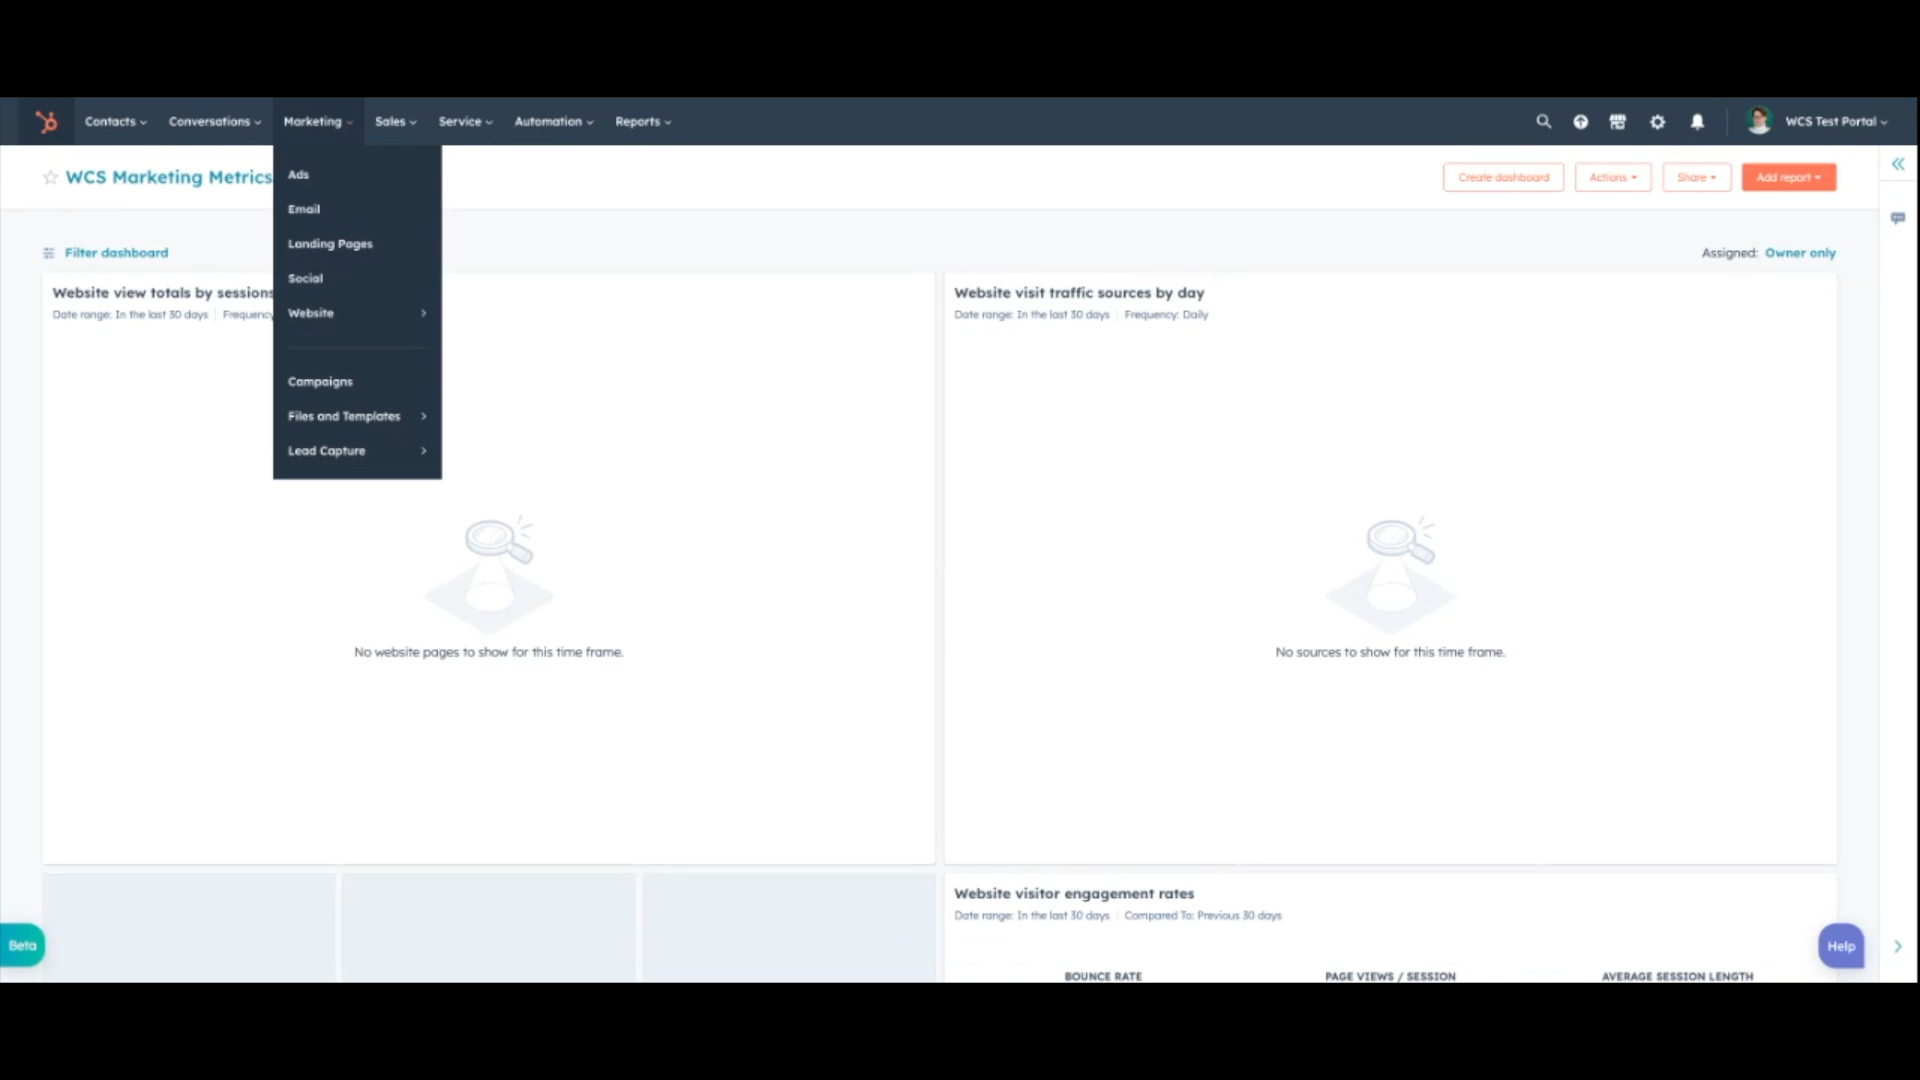 Contacts
Conversations
Marketing
Sales
Service
Automation
Reports
WCS Test Portal
WCS Marketing Metrics
Create dashboard
Actions
Share
Add report
Ads
Email
Landing Pages
Social
Website
Campaigns
Files and Templates
Lead Capture
Filter dashboard
Assigned: Owner only
Website view totals by sessions
Date range: In the last 30 days
Frequency
No website pages to show for this time frame.
Website visit traffic sources by day
Date range: In the last 30 days
Frequency: Daily
No sources to show for this time frame.
Website visitor engagement rates
Date range: In the last 30 days
Compared To: Previous 30 days
BOUNCE RATE
PAGE VIEWS / SESSION
AVERAGE SESSION LENGTH
Beta
Help